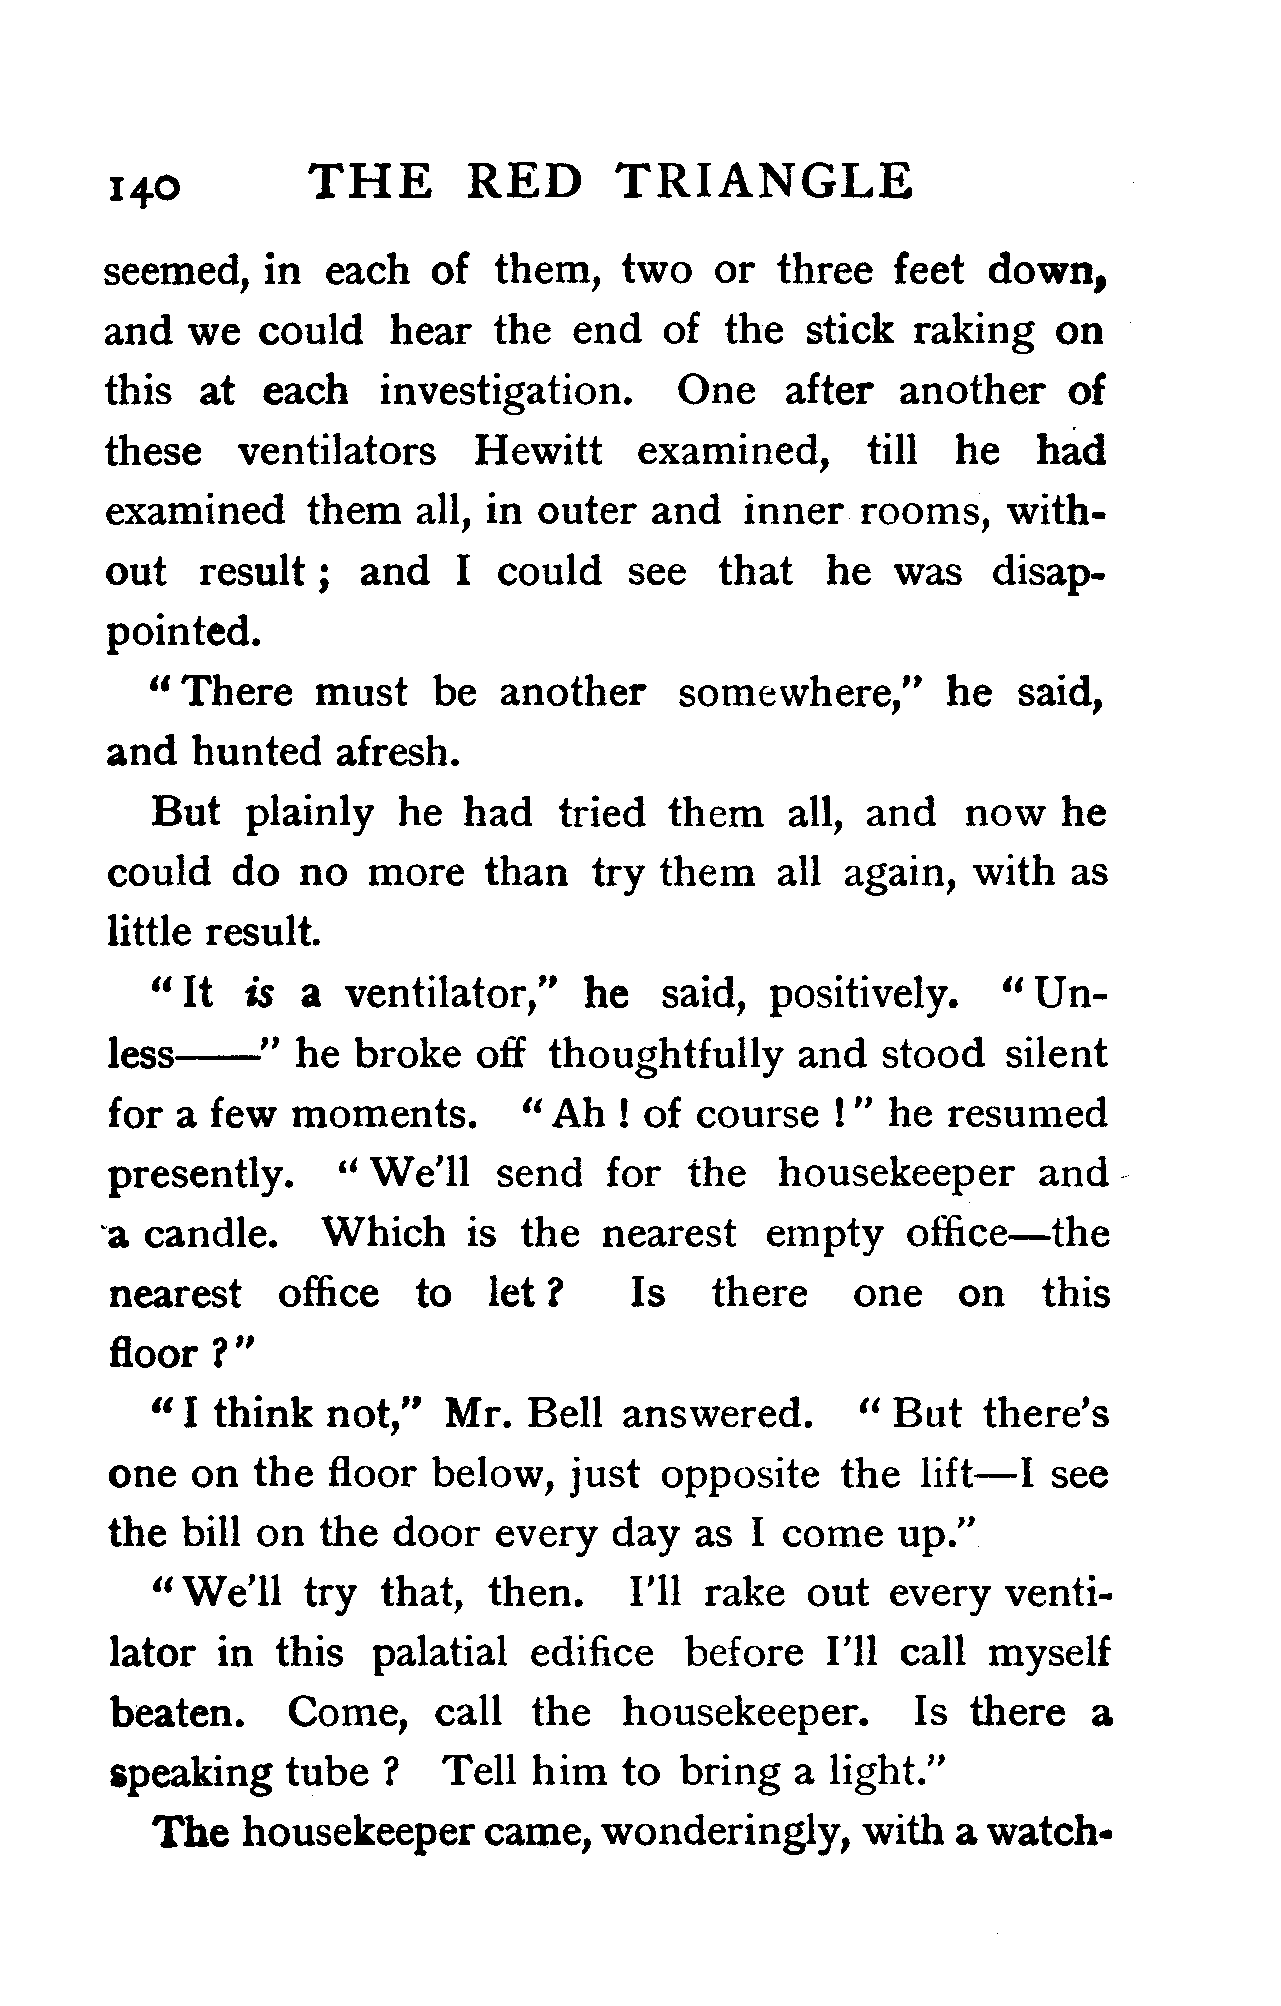 140 THE RED TRIANGLE
seemed, in each of them, two or three feet down,
and we could hear the end of the stick raking on
this at each investigation. One after another of
these ventilators Hewitt examined, till he had
examined them all, in outer and inner rooms, with-
out result ; and I could see that he was disap-
pointed.
“ There must be another somewhere,” he said,
and hunted afresh.
But plainly he had tried them all, and now he
could do no more than try them all again, with as
little result.
“ It is a ventilator,” he said, positively. “ Un-
less——” he broke off thoughtfully and stood silent
for a few moments. “ Ah ! of course ! ” he resumed
presently. “ We’ll send for the housekeeper and
a candle. Which is the nearest empty office—the
nearest office to let ? Is there one on this
floor ? ”
“ I think not,” Mr. Bell answered. “ But there’s
one on the floor below, just opposite the lift—I see
the bill on the door every day as I come up.”
“ We’ll try that, then. I’ll rake out every venti-
lator in this palatial edifice before I’ll call myself
beaten. Come, call the housekeeper. Is there a
speaking tube ? Tell him to bring a light.”
The housekeeper came, wonderingly, with a watch-